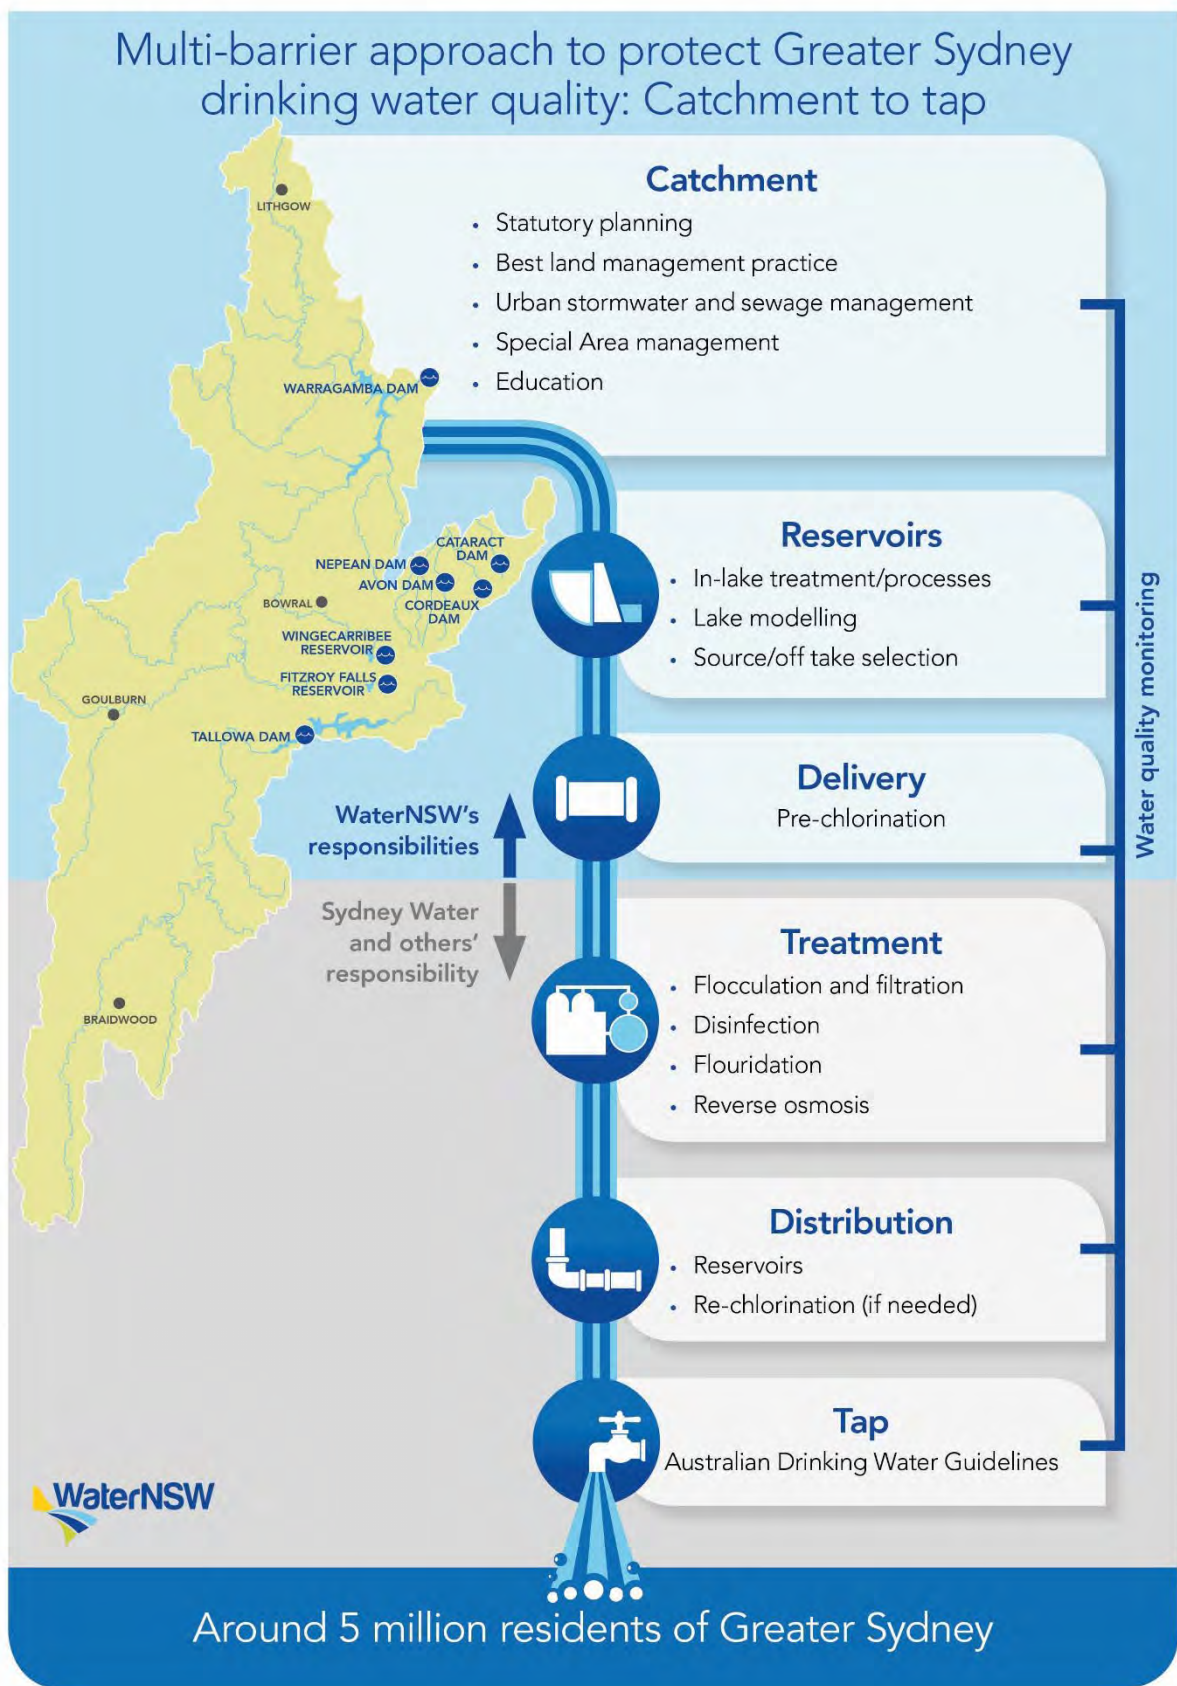 Multi-barrier approach to protect Greater Sydney
drinking water quality: Catchment to tap
LITHGOW
WARRAGAMBA DAM
CATARACT
DAM
NEPEAN DAM
AVON DAM
CORDEAUX
DAM
BOWRAL
WINGECARRIBEE
RESERVOIR
FITZROY FALLS
RESERVOIR
GOULBURN
TALLOWA DAM
BRAIDWOOD
WaterNSW's
responsibilities
Sydney Water
and others'
responsibility
Catchment
• Statutory planning
• Best land management practice
• Urban stormwater and sewage management
• Special Area management
• Education
Reservoirs
• In-lake treatment/processes
• Lake modelling
• Source/off take selection
Delivery
Pre-chlorination
Treatment
• Flocculation and filtration
• Disinfection
• Flouridation
• Reverse osmosis
Distribution
• Reservoirs
• Re-chlorination (if needed)
Tap
Australian Drinking Water Guidelines
Water quality monitoring
WaterNSW
Around 5 million residents of Greater Sydney